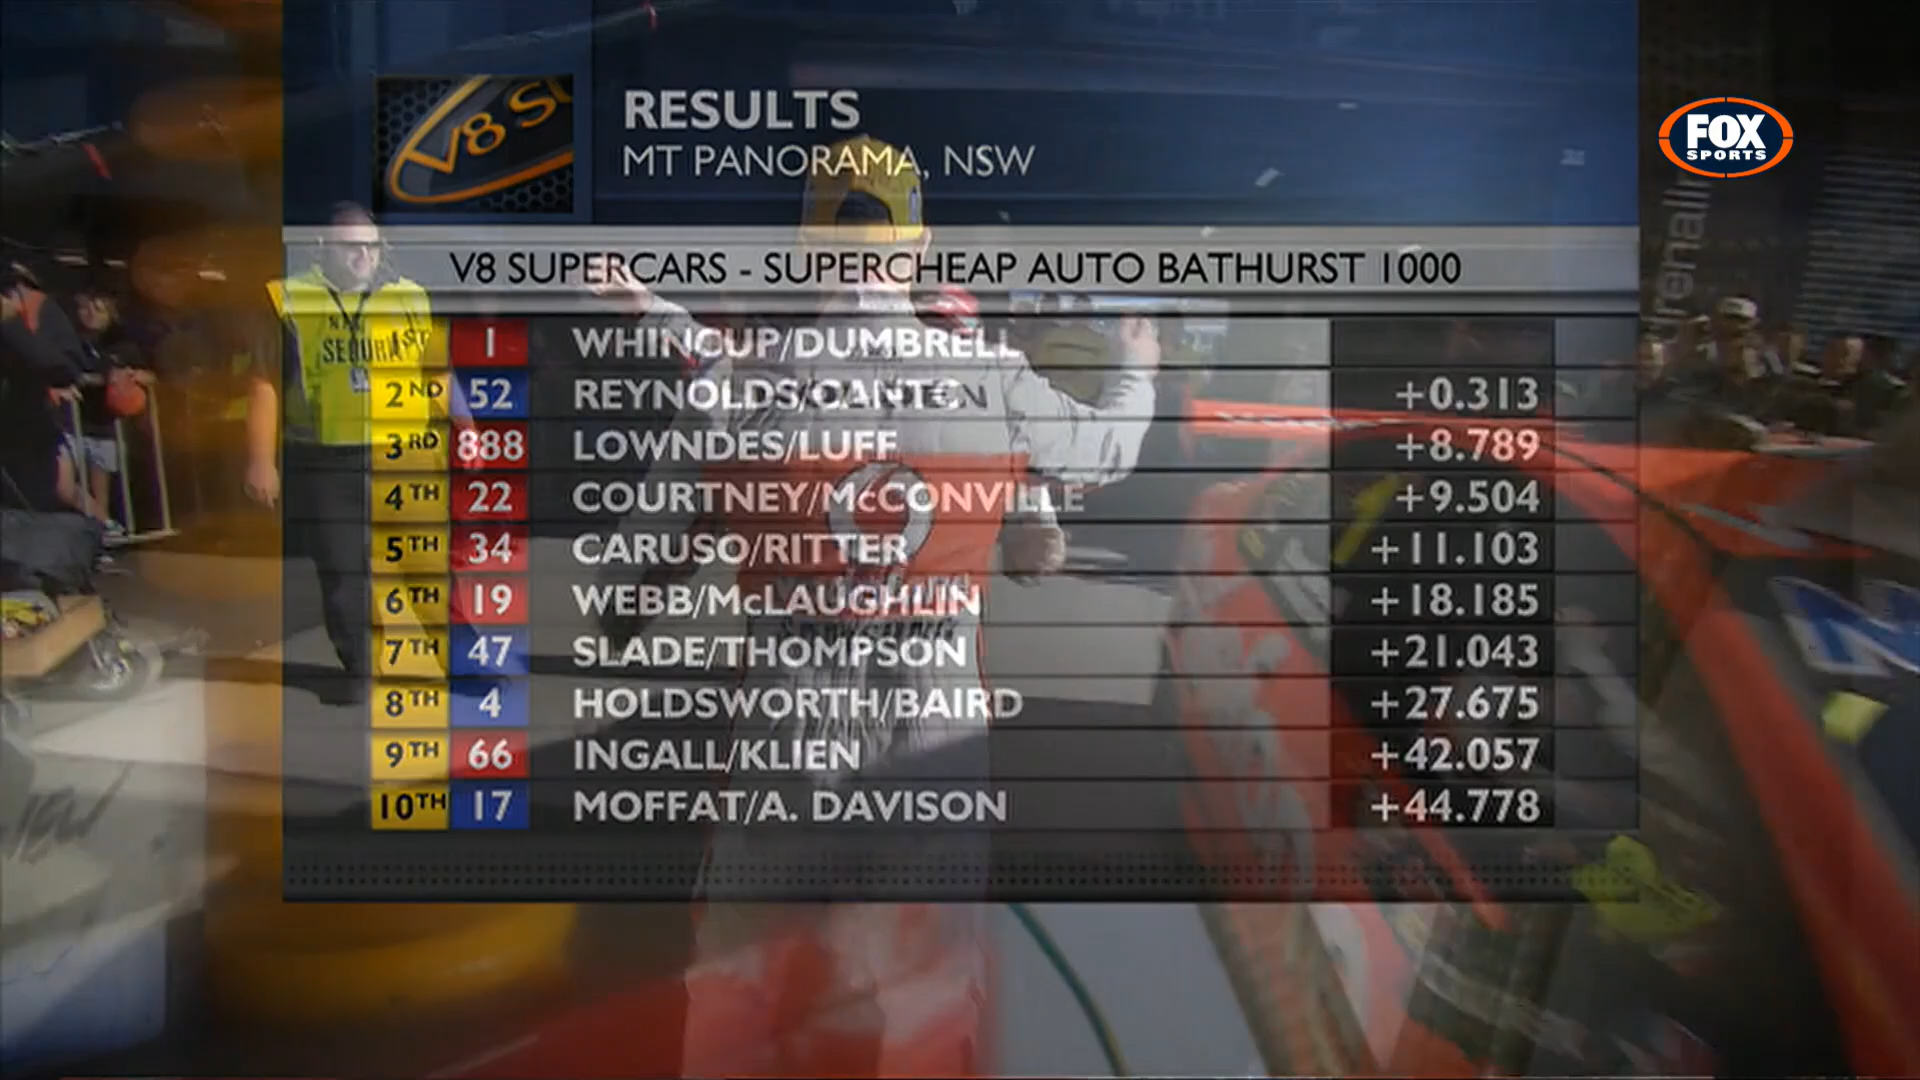 RESULTS
MT PANORAMA, NSW
V8
FOX
SPORTS
V8 SUPERCARS - SUPERCHEAP AUTO BATHURST 1000
1ST 1 WHINCUP/DUMBRELL
2ND 52 REYNOLDS/CANTO +0.313
3RD 888 LOWNDES/LUFF +8.789
4TH 22 COURTNEY/McCONVILLE +9.504
5TH 34 CARUSO/RITTER +11.103
6TH 19 WEBB/McLAUGHLIN +18.185
7TH 47 SLADE/THOMPSON +21.043
8TH 4 HOLDSWORTH/BAIRD +27.675
9TH 66 INGALL/KLIEN +42.057
10TH 17 MOFFAT/A. DAVISON +44.778